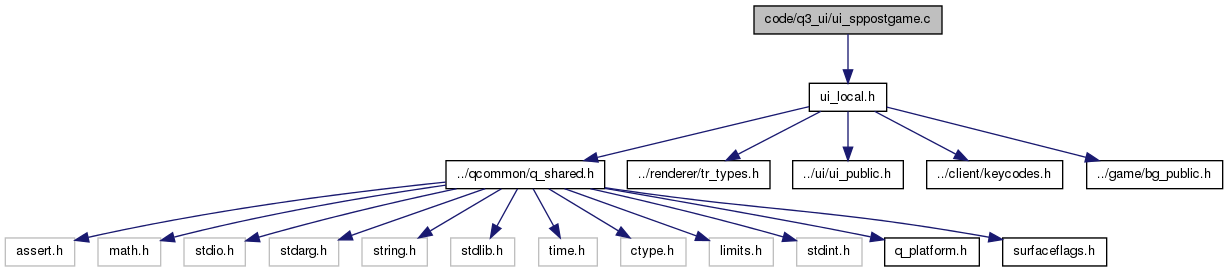 code/q3_ui/ui_sppostgame.c
ui_local.h
../qcommon/q_shared.h
../renderer/tr_types.h
../ui/ui_public.h
../client/keycodes.h
../game/bg_public.h
assert.h
math.h
stdio.h
stdarg.h
string.h
stdlib.h
time.h
ctype.h
limits.h
stdint.h
q_platform.h
surfaceflags.h